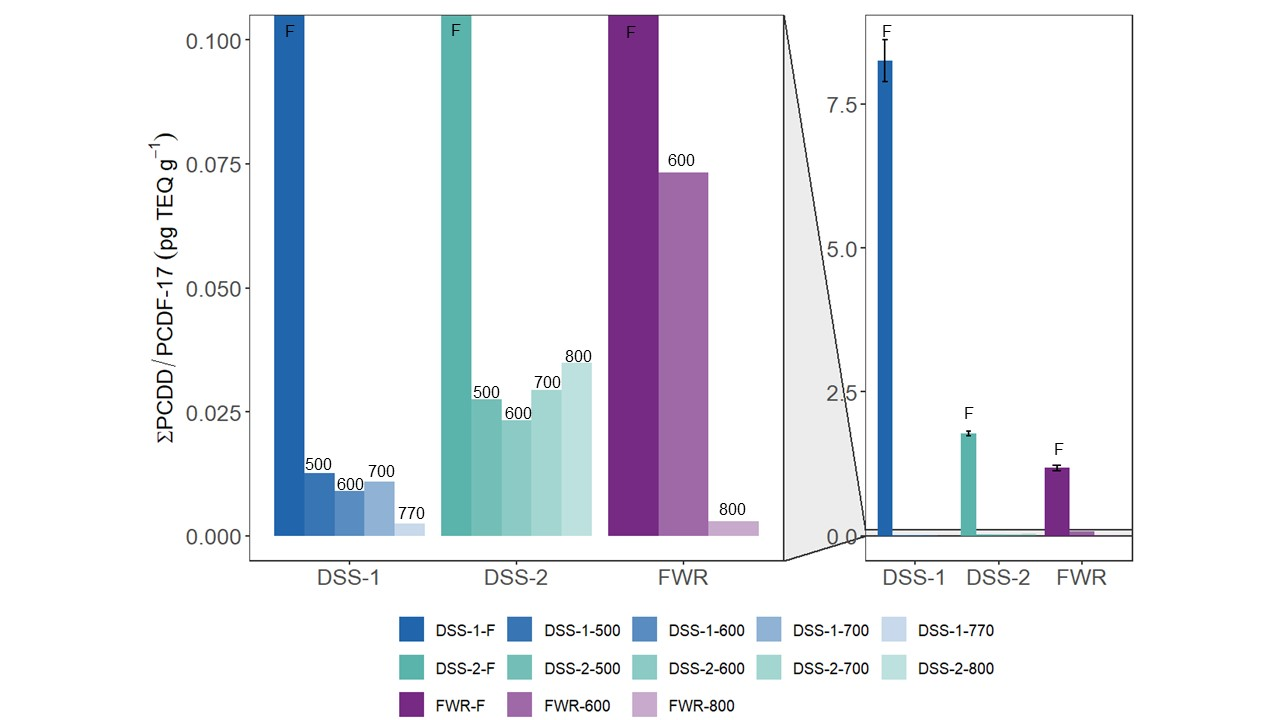 ΣPCDD/PCDF-17 (pg TEQ g⁻¹)
0.100
0.075
0.050
0.025
0.000
F
500
600
700
770
F
500
600
700
800
F
600
800
DSS-1 DSS-2 FWR
7.5
5.0
2.5
0.0
F
F
F
DSS-1 DSS-2 FWR
DSS-1-F DSS-1-500 DSS-1-600 DSS-1-700 DSS-1-770
DSS-2-F DSS-2-500 DSS-2-600 DSS-2-700 DSS-2-800
FWR-F FWR-600 FWR-800